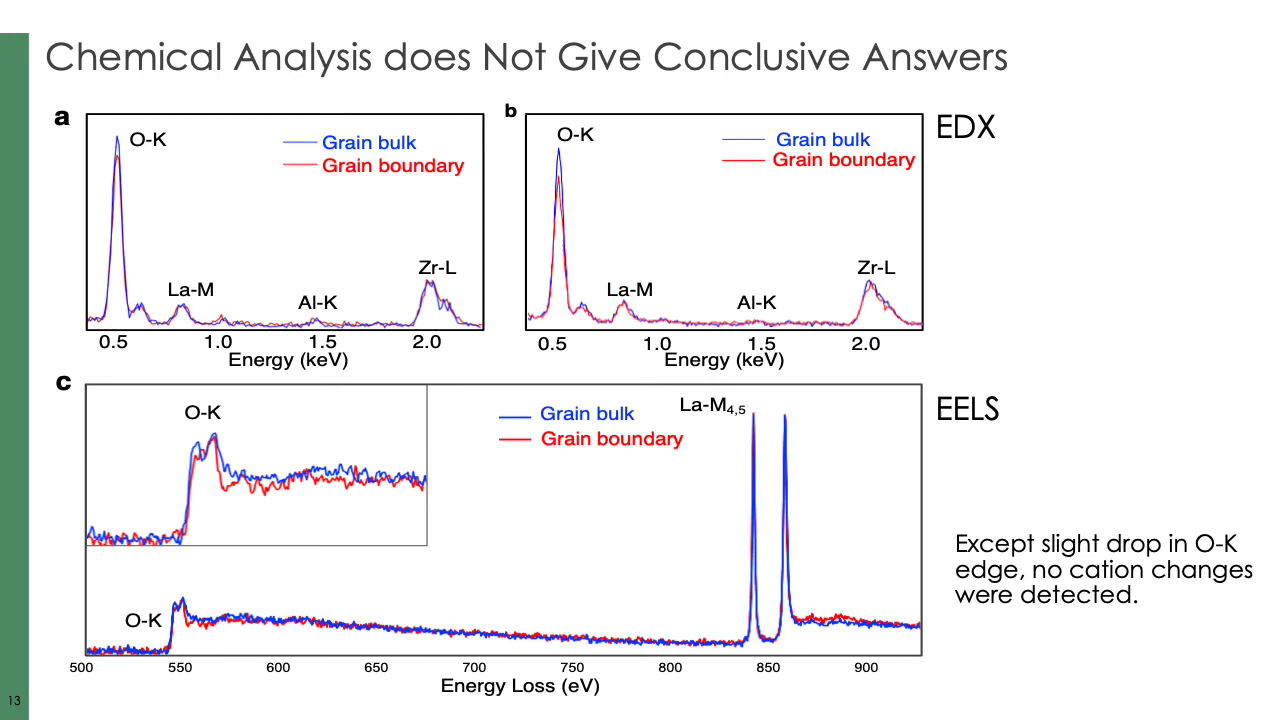 Chemical Analysis does Not Give Conclusive Answers
a
O-K
Grain bulk
Grain boundary
La-M
Al-K
Zr-L
0.5 1.0 1.5 2.0
Energy (keV)
b
O-K
Grain bulk
Grain boundary
La-M
Al-K
Zr-L
0.5 1.0 1.5 2.0
Energy (keV)
EDX
c
O-K
Grain bulk
Grain boundary
La-M4,5
O-K
500 550 600 650 700 750 800 850 900
Energy Loss (eV)
EELS
Except slight drop in O-K
edge, no cation changes
were detected.
13